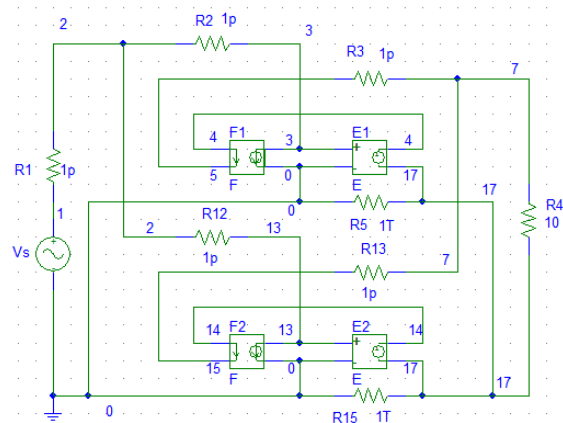 2
R2 1p
3
R3 1p
7
4 F1 3 E1 4
R1 1p
5 F 0 E 17
17
1
0
R5 1T
R4
10
2 R12 13
Vs
R13
7
1p
1p
14 F2 13 E2 14
15 F 0 E 17
17
0
R15 1T